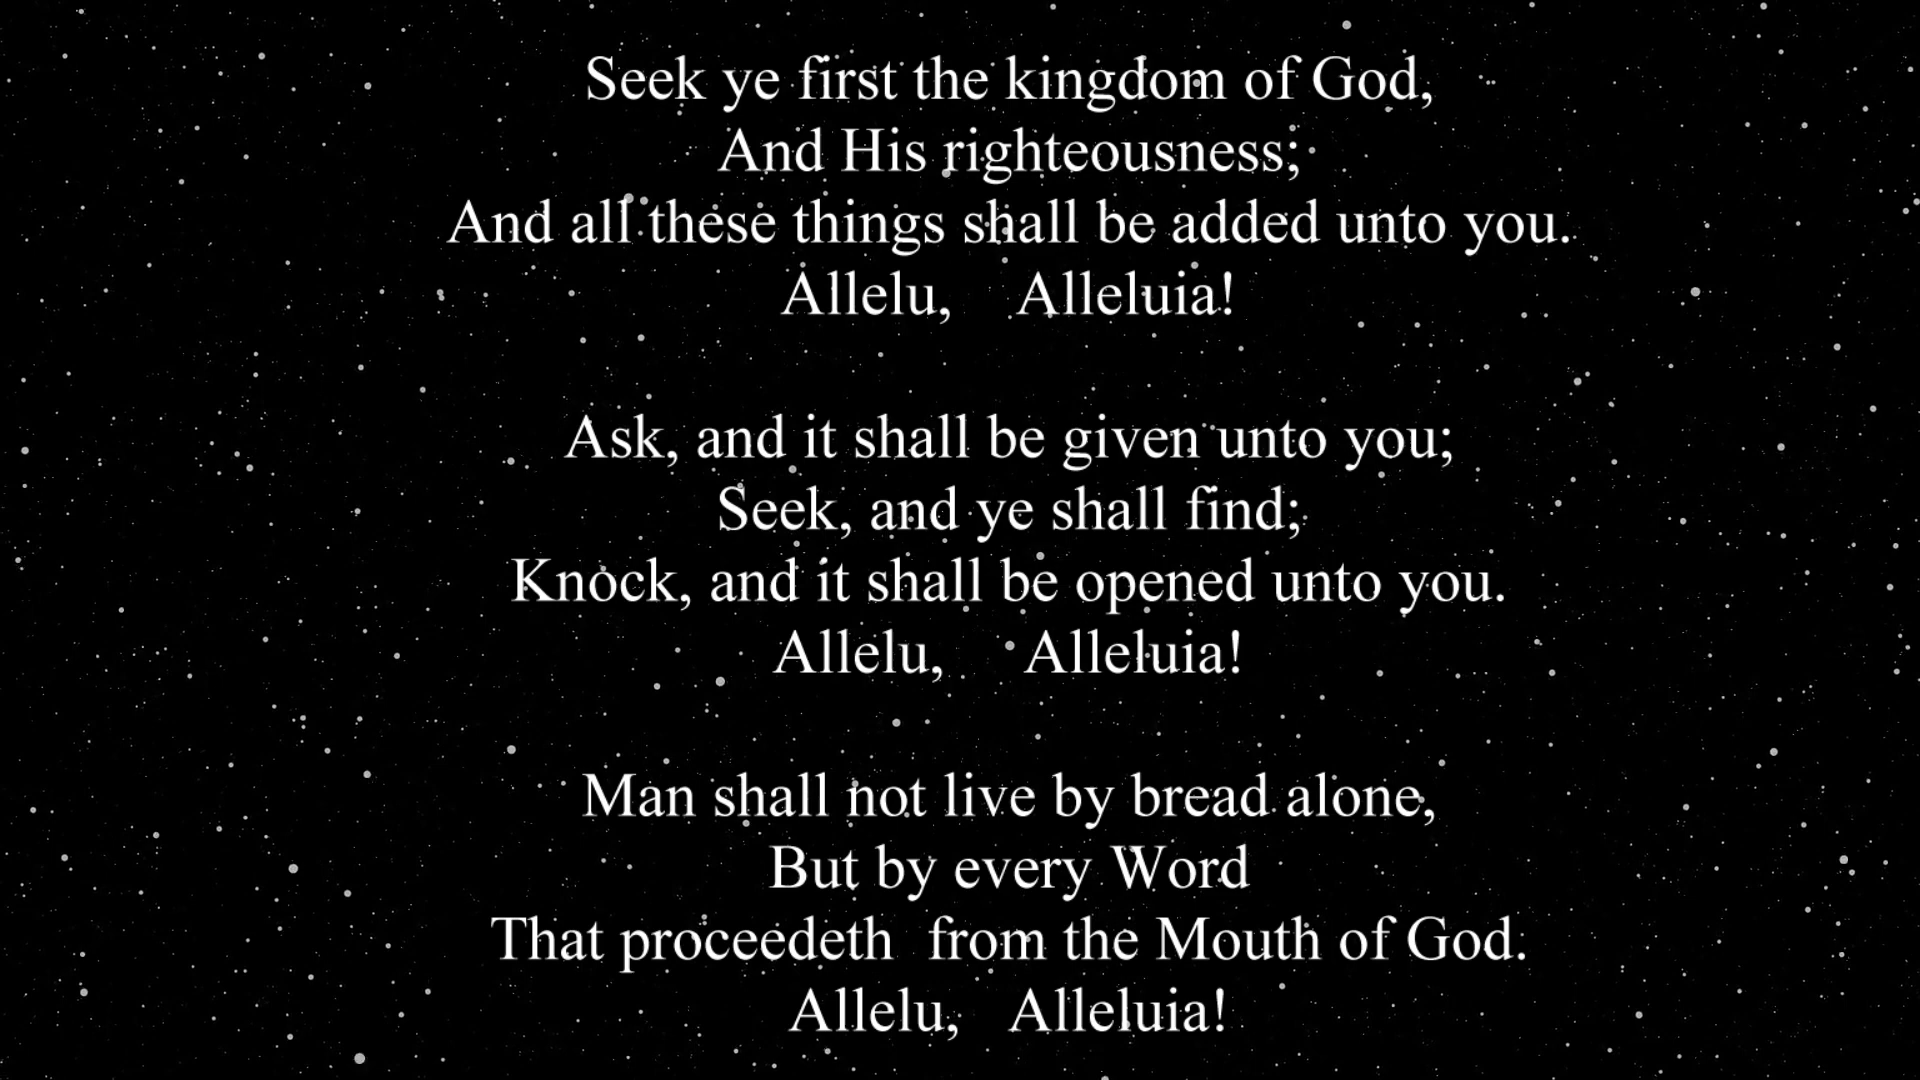 Seek ye first the kingdom of God,
And His righteousness;
And all these things shall be added unto you.
Allelu, Alleluia!
Ask, and it shall be given unto you;
Seek, and ye shall find;
Knock, and it shall be opened unto you.
Allelu, Alleluia!
Man shall not live by bread alone,
But by every Word
That proceedeth from the Mouth of God.
Allelu, Alleluia!